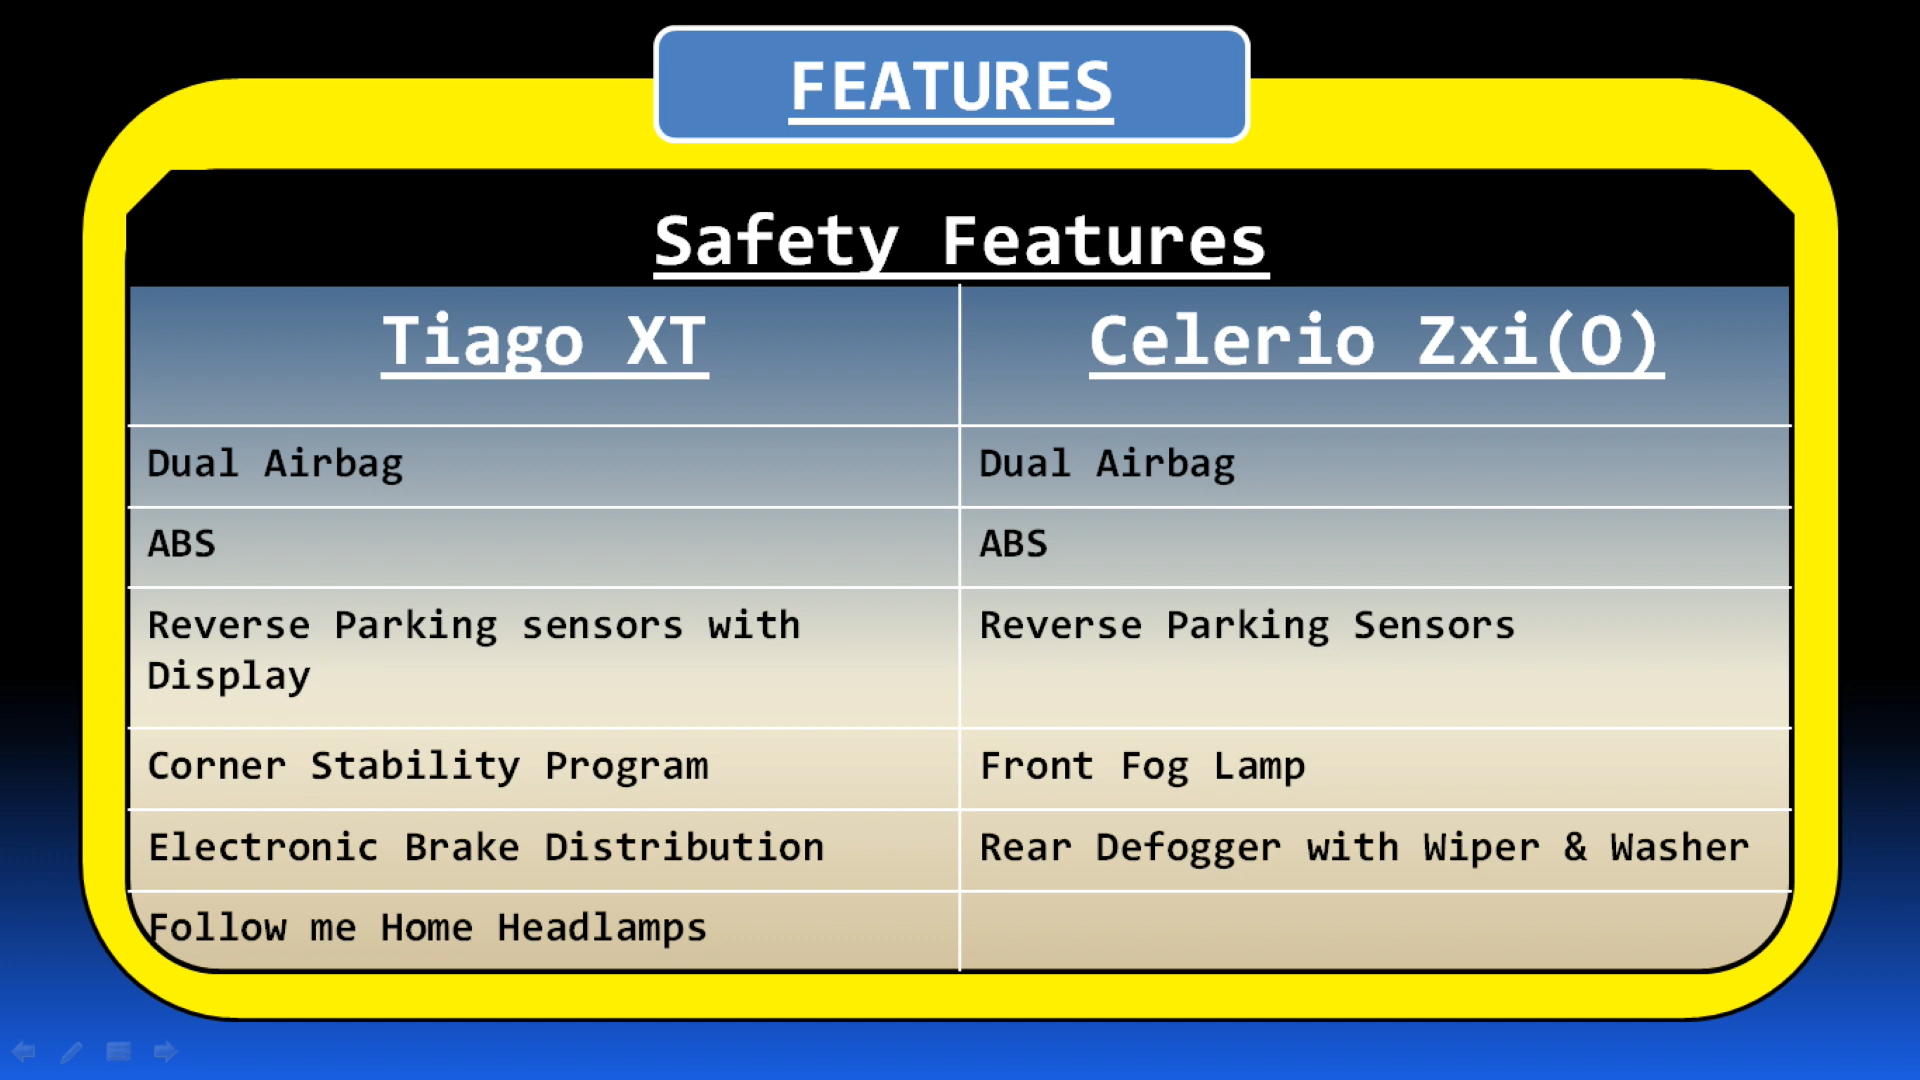 FEATURES
Safety Features
Tiago XT
Celerio Zxi(O)
Dual Airbag
Dual Airbag
ABS
ABS
Reverse Parking sensors with
Display
Reverse Parking Sensors
Corner Stability Program
Front Fog Lamp
Electronic Brake Distribution
Rear Defogger with Wiper & Washer
Follow me Home Headlamps